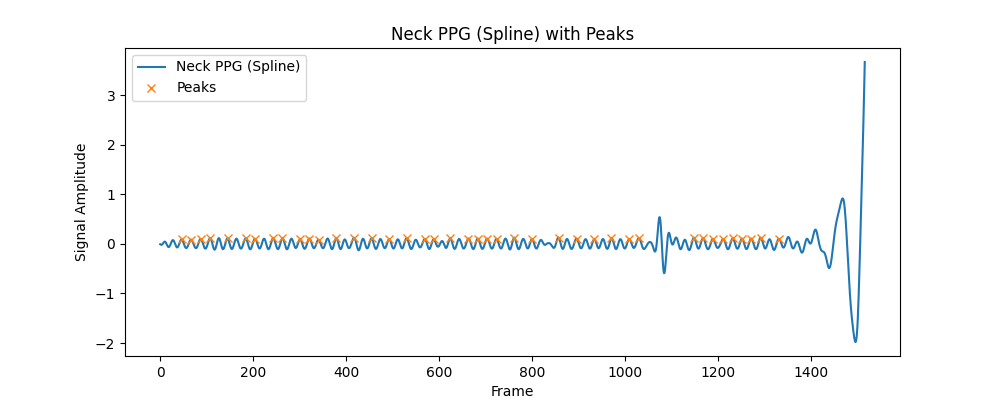 Neck PPG (Spline) with Peaks
Neck PPG (Spline)
Peaks
Signal Amplitude
3
2
1
0
−1
−2
0 200 400 600 800 1000 1200 1400
Frame